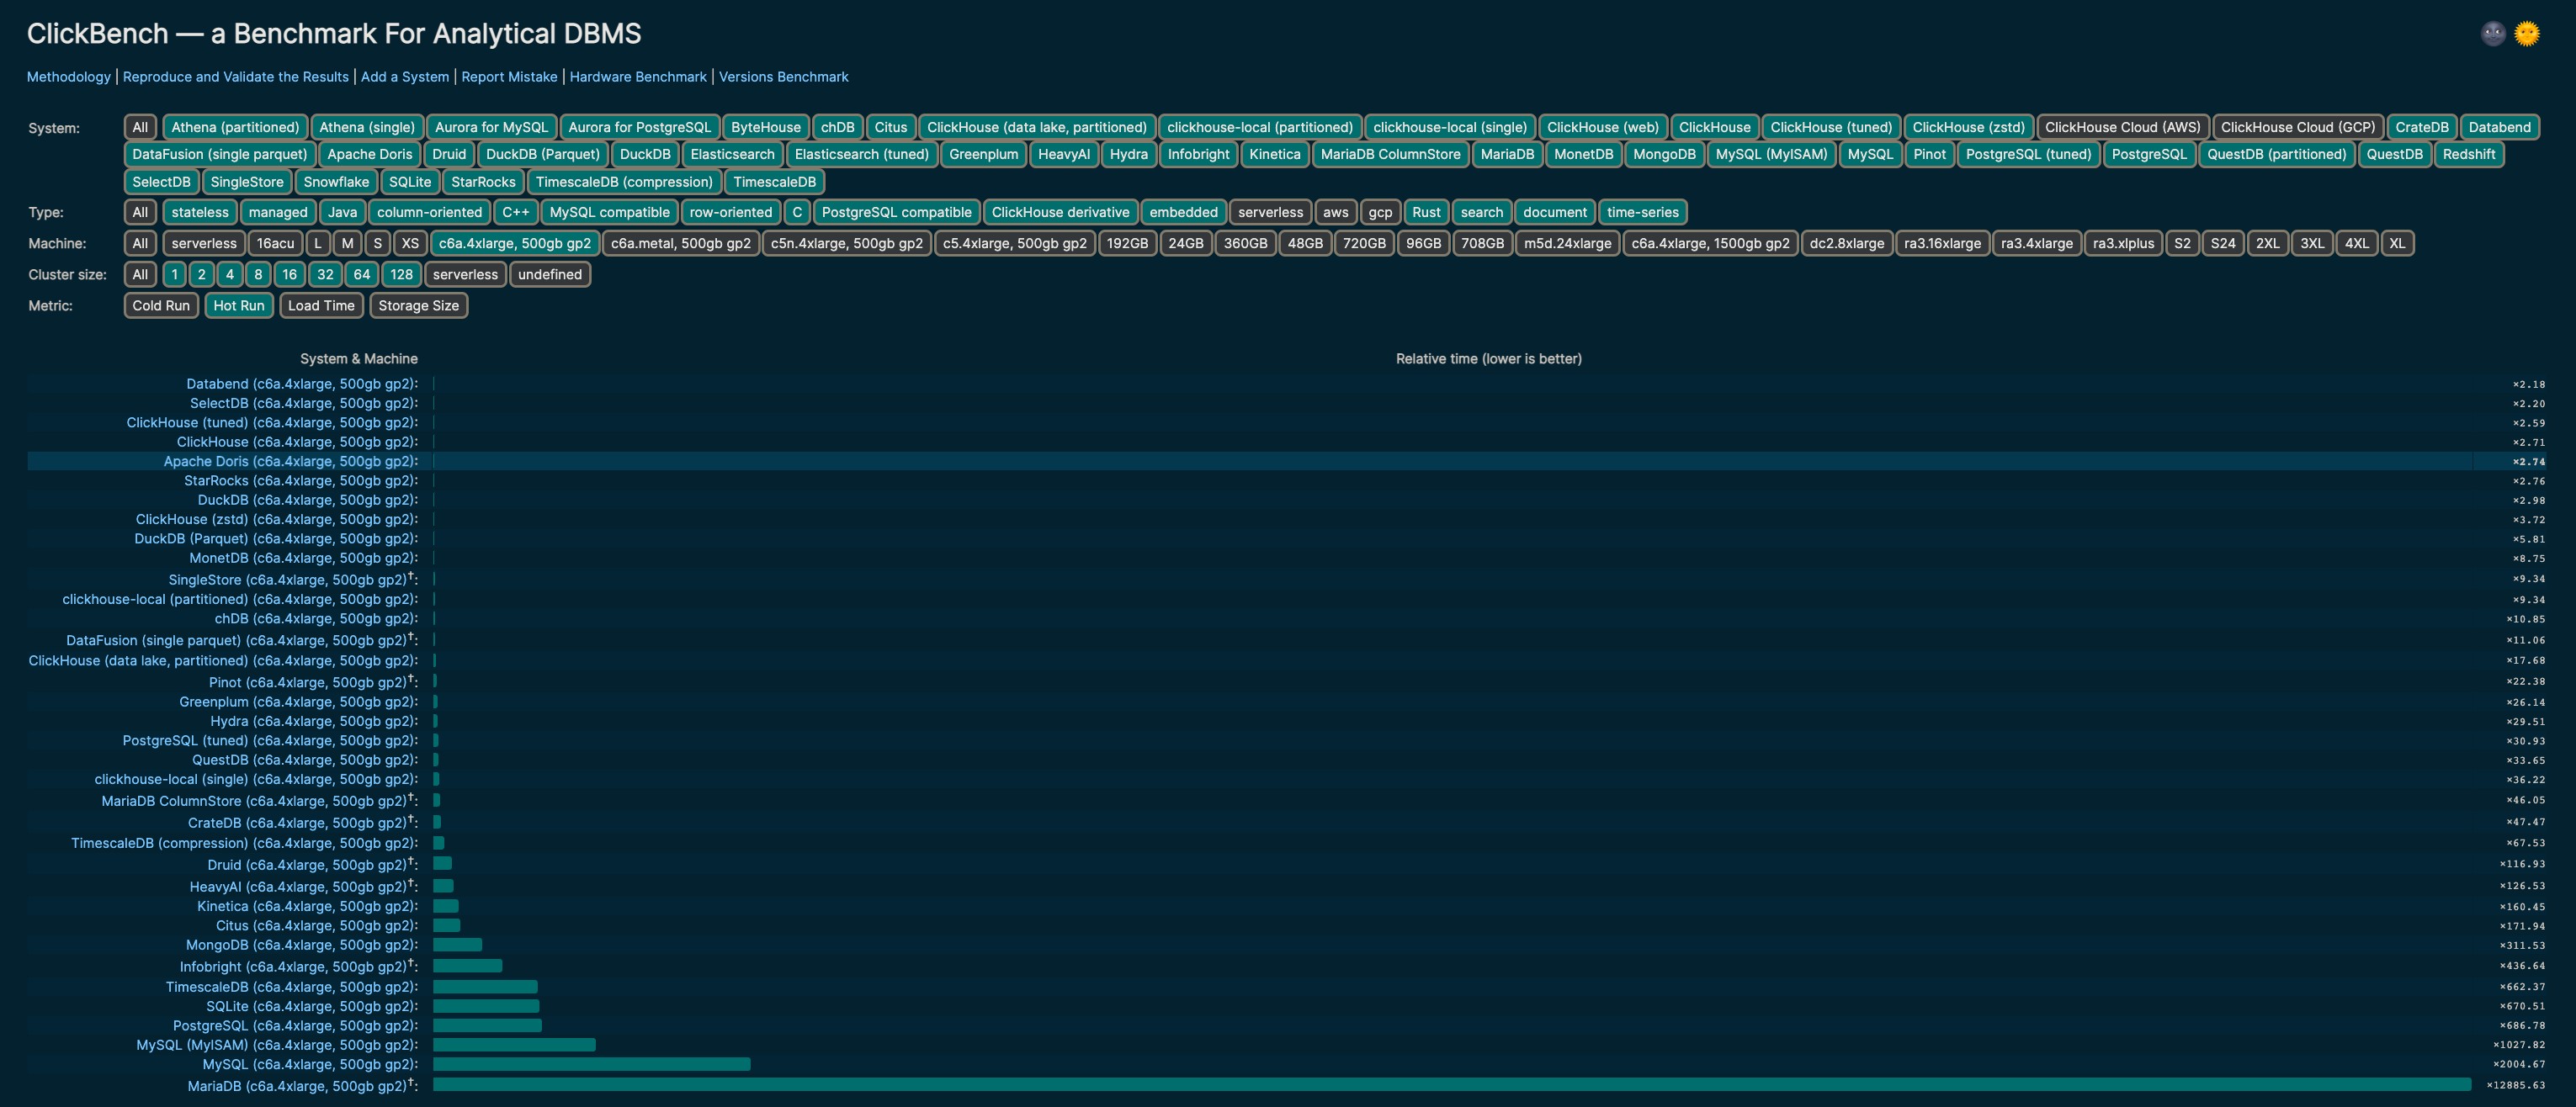 ClickBench — a Benchmark For Analytical DBMS
Methodology | Reproduce and Validate the Results | Add a System | Report Mistake | Hardware Benchmark | Versions Benchmark
System: All Athena (partitioned) Athena (single) Aurora for MySQL Aurora for PostgreSQL ByteHouse chDB Citus ClickHouse (data lake, partitioned) clickhouse-local (partitioned) clickhouse-local (single) ClickHouse (web) ClickHouse ClickHouse (tuned) ClickHouse (zstd) ClickHouse Cloud (AWS) ClickHouse Cloud (GCP) CrateDB Databend
DataFusion (single parquet) Apache Doris Druid DuckDB (Parquet) DuckDB Elasticsearch Elasticsearch (tuned) Greenplum HeavyAI Hydra Infobright Kinetica MariaDB ColumnStore MariaDB MonetDB MongoDB MySQL (MyISAM) MySQL Pinot PostgreSQL (tuned) PostgreSQL QuestDB (partitioned) QuestDB Redshift
SelectDB SingleStore Snowflake SQLite StarRocks TimescaleDB (compression) TimescaleDB
Type: All stateless managed Java column-oriented C++ MySQL compatible row-oriented C PostgreSQL compatible ClickHouse derivative embedded serverless aws gcp Rust search document time-series
Machine: All serverless 16acu L M S XS c6a.4xlarge, 500gb gp2 c6a.metal, 500gb gp2 c5n.4xlarge, 500gb gp2 c5.4xlarge, 500gb gp2 192GB 24GB 360GB 48GB 720GB 96GB 708GB m5d.24xlarge c6a.4xlarge, 1500gb gp2 dc2.8xlarge ra3.16xlarge ra3.4xlarge ra3.xlplus S2 S24 2XL 3XL 4XL XL
Cluster size: All 1 2 4 8 16 32 64 128 serverless undefined
Metric: Cold Run Hot Run Load Time Storage Size
System & Machine Relative time (lower is better)
Databend (c6a.4xlarge, 500gb gp2): ×2.18
SelectDB (c6a.4xlarge, 500gb gp2): ×2.20
ClickHouse (tuned) (c6a.4xlarge, 500gb gp2): ×2.59
ClickHouse (c6a.4xlarge, 500gb gp2): ×2.71
Apache Doris (c6a.4xlarge, 500gb gp2): ×2.74
StarRocks (c6a.4xlarge, 500gb gp2): ×2.76
DuckDB (c6a.4xlarge, 500gb gp2): ×2.98
ClickHouse (zstd) (c6a.4xlarge, 500gb gp2): ×3.72
DuckDB (Parquet) (c6a.4xlarge, 500gb gp2): ×5.81
MonetDB (c6a.4xlarge, 500gb gp2): ×8.75
SingleStore (c6a.4xlarge, 500gb gp2)†: ×9.34
clickhouse-local (partitioned) (c6a.4xlarge, 500gb gp2): ×9.34
chDB (c6a.4xlarge, 500gb gp2): ×10.85
DataFusion (single parquet) (c6a.4xlarge, 500gb gp2)†: ×11.06
ClickHouse (data lake, partitioned) (c6a.4xlarge, 500gb gp2): ×17.68
Pinot (c6a.4xlarge, 500gb gp2)†: ×22.38
Greenplum (c6a.4xlarge, 500gb gp2): ×26.14
Hydra (c6a.4xlarge, 500gb gp2): ×29.51
PostgreSQL (tuned) (c6a.4xlarge, 500gb gp2): ×30.93
QuestDB (c6a.4xlarge, 500gb gp2): ×33.65
clickhouse-local (single) (c6a.4xlarge, 500gb gp2): ×36.22
MariaDB ColumnStore (c6a.4xlarge, 500gb gp2)†: ×46.05
CrateDB (c6a.4xlarge, 500gb gp2)†: ×47.47
TimescaleDB (compression) (c6a.4xlarge, 500gb gp2): ×67.53
Druid (c6a.4xlarge, 500gb gp2)†: ×116.93
HeavyAI (c6a.4xlarge, 500gb gp2)†: ×126.53
Kinetica (c6a.4xlarge, 500gb gp2): ×160.45
Citus (c6a.4xlarge, 500gb gp2): ×171.94
MongoDB (c6a.4xlarge, 500gb gp2): ×311.53
Infobright (c6a.4xlarge, 500gb gp2)†: ×436.64
TimescaleDB (c6a.4xlarge, 500gb gp2): ×662.37
SQLite (c6a.4xlarge, 500gb gp2): ×670.51
PostgreSQL (c6a.4xlarge, 500gb gp2): ×686.78
MySQL (MyISAM) (c6a.4xlarge, 500gb gp2): ×1027.82
MySQL (c6a.4xlarge, 500gb gp2): ×2004.67
MariaDB (c6a.4xlarge, 500gb gp2)†: ×12885.63